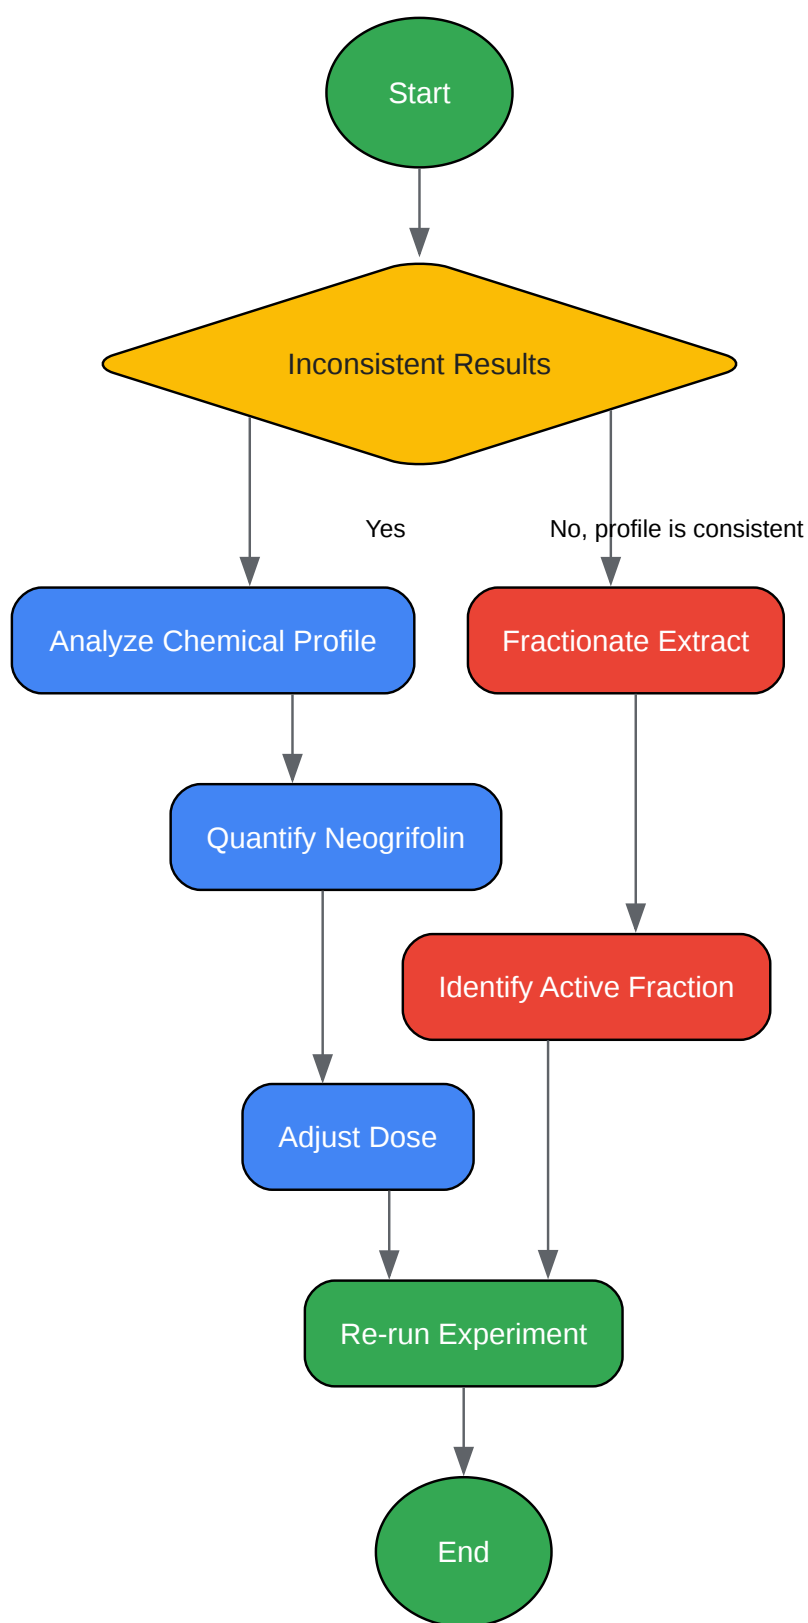 Start
Inconsistent Results
Yes
No, profile is consistent
Analyze Chemical Profile
Fractionate Extract
Quantify Neogrifolin
Identify Active Fraction
Adjust Dose
Re-run Experiment
End